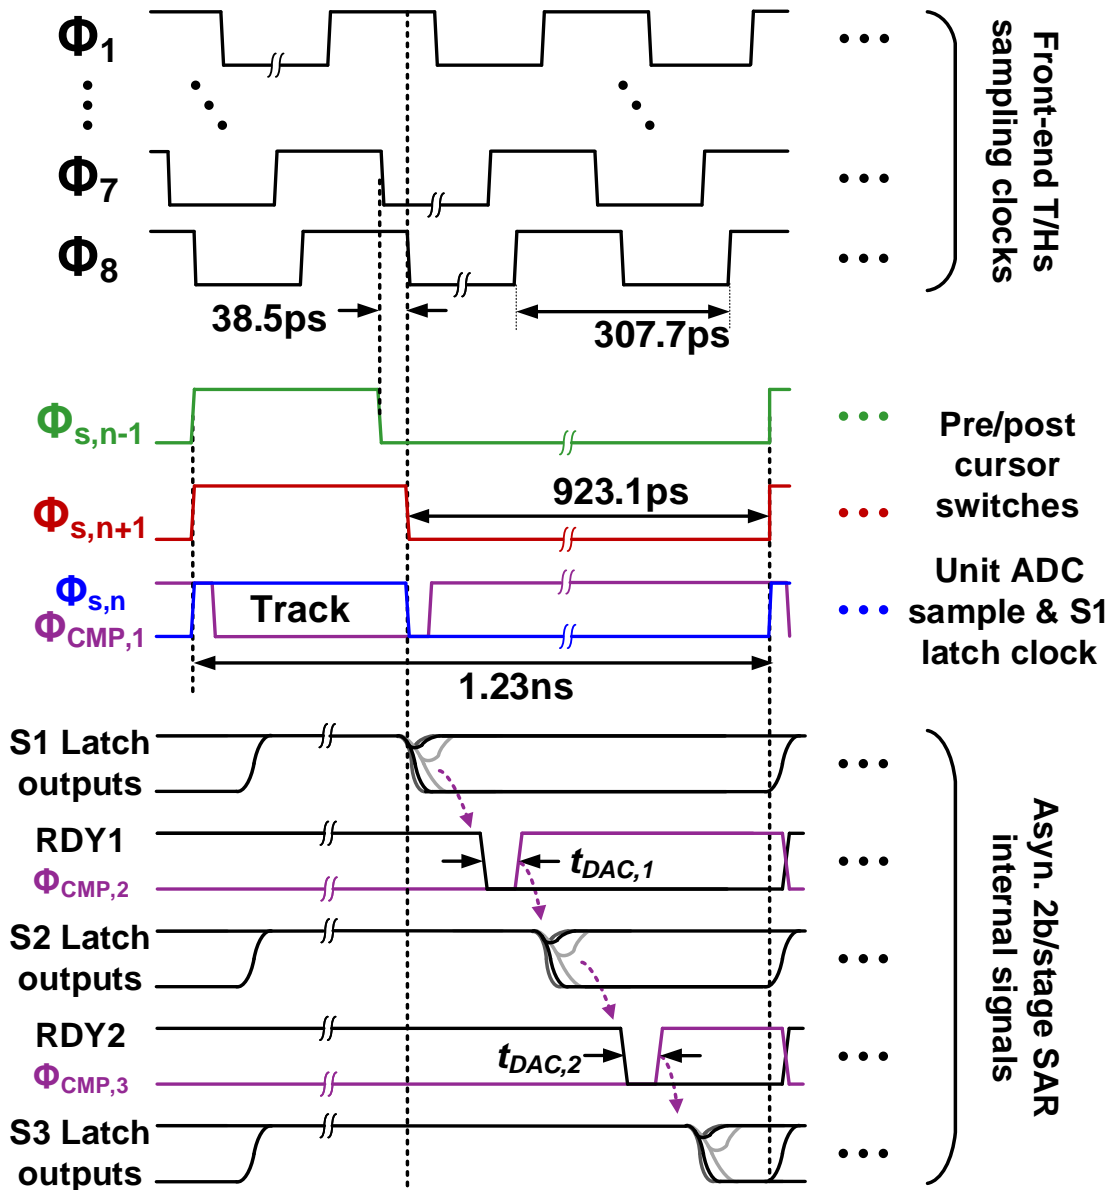 Φ1
Φ7
Φ8
38.5ps
307.7ps
Front-end T/Hs
sampling clocks
Φs,n-1
Φs,n+1
923.1ps
Pre/post
cursor
switches
Φs,n
ΦCMP,1
Track
1.23ns
Unit ADC
sample & S1
latch clock
S1 Latch
outputs
RDY1
ΦCMP,2
tDAC,1
S2 Latch
outputs
RDY2
ΦCMP,3
tDAC,2
S3 Latch
outputs
Asyn. 2b/stage SAR
internal signals